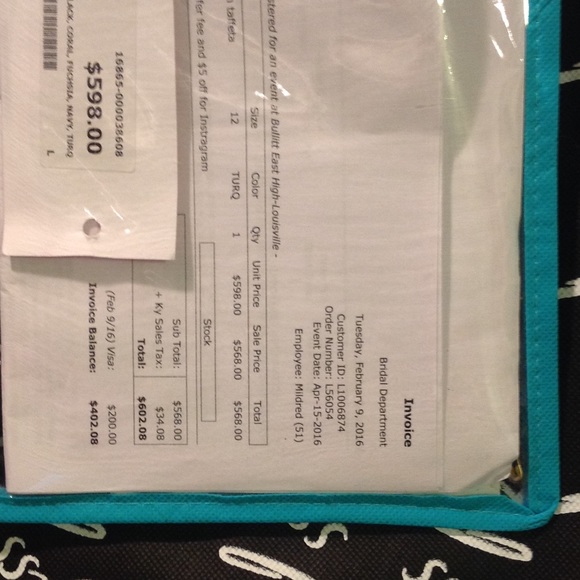 Invoice
Bridal Department
Tuesday, February 9, 2016
Customer ID: L1006874
Order Number: L56054
Event Date: Apr-15-2016
Employee: Mildred (51)
stered for an event at Bullitt East High-Louisville -
Size Color Qty Unit Price Sale Price Total
taffeta 12 TURQ 1 $598.00 $568.00 $568.00
fer fee and $5 off for Instragram
Stock
Sub Total: $568.00
+ Ky Sales Tax: $34.08
Total: $602.08
(Feb 9/16) Visa: $200.00
Invoice Balance: $402.08
16865-000038608
$598.00
LACK, CORAL, FUCHSIA, NAVY, TURQ
L